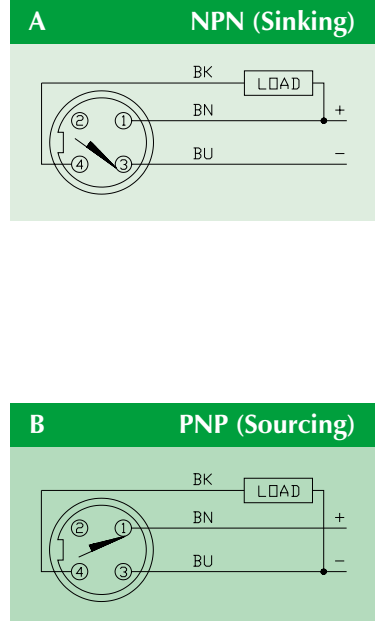 A NPN (Sinking)
BK LOAD
2 1 BN +
4 3 BU -
B PNP (Sourcing)
BK LOAD
2 1 BN +
4 3 BU -